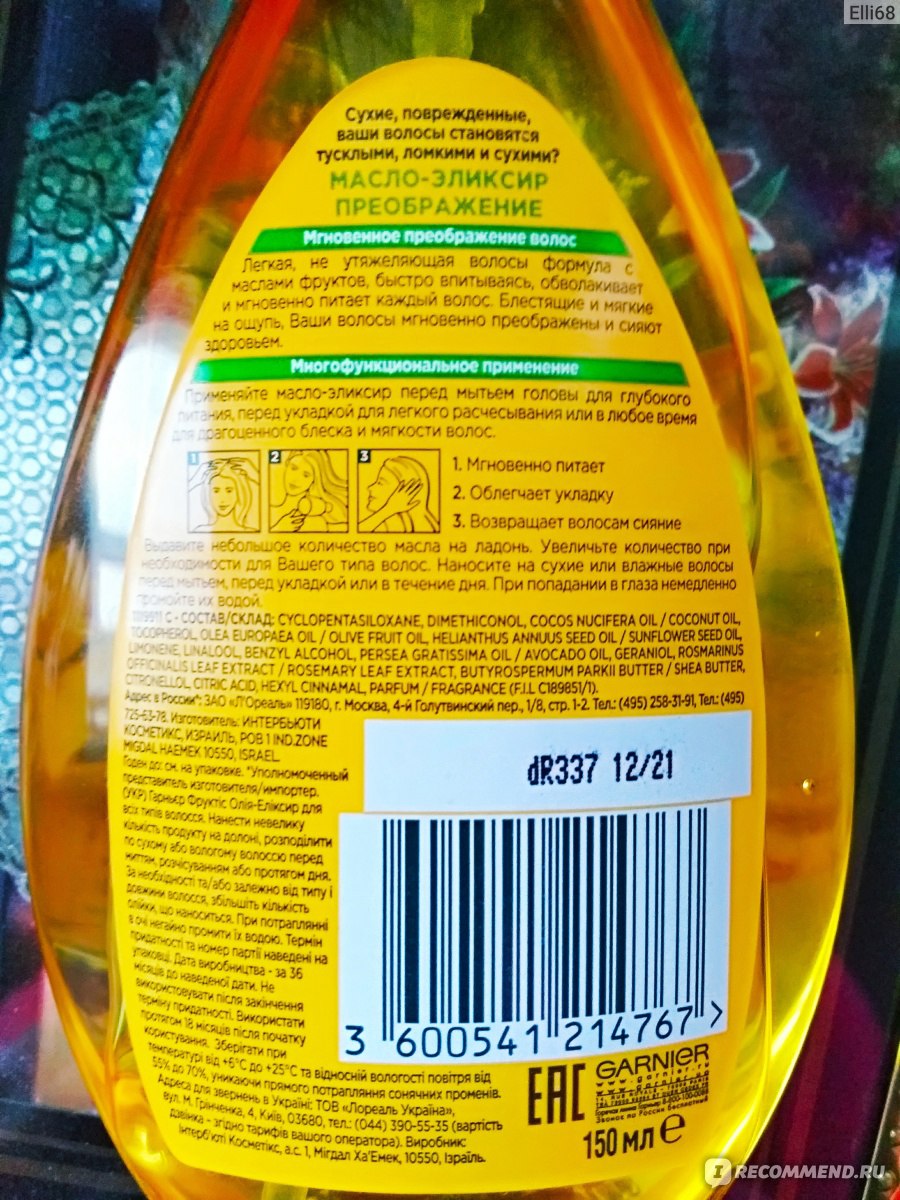 Elli68
Сухие, поврежденные,
ваши волосы становятся
тусклыми, ломкими и сухими?
МАСЛО-ЭЛИКСИР
ПРЕОБРАЖЕНИЕ
Мгновенное преображение волос
Легкая, не утяжеляющая волосы формула с
маслами фруктов, быстро впитываясь, обволакивает
и мгновенно питает каждый волос. Блестящие и мягкие
на ощупь, Ваши волосы мгновенно преображены и сияют
здоровьем.
Многофункциональное применение
Применяйте масло-эликсир перед мытьем головы для глубокого
питания, перед укладкой для легкого расчесывания или в любое время
для драгоценного блеска и мягкости волос.
1 2 3
1. Мгновенно питает
2. Облегчает укладку
3. Возвращает волосам сияние
Выдавите небольшое количество масла на ладонь. Увеличьте количество при
необходимости для Вашего типа волос. Наносите на сухие или влажные волосы
перед мытьем, перед укладкой или в течение дня. При попадании в глаза немедленно
промойте их водой.
C - СОСТАВ/СКЛАД: CYCLOPENTASILOXANE, DIMETHICONOL, COCOS NUCIFERA OIL / COCONUT OIL,
TOCOPHEROL, OLEA EUROPAEA OIL / OLIVE FRUIT OIL, HELIANTHUS ANNUUS SEED OIL / SUNFLOWER SEED OIL,
LIMONENE, LINALOOL, BENZYL ALCOHOL, PERSEA GRATISSIMA OIL / AVOCADO OIL, GERANIOL, ROSMARINUS
OFFICINALIS LEAF EXTRACT / ROSEMARY LEAF EXTRACT, BUTYROSPERMUM PARKII BUTTER / SHEA BUTTER,
CITRONELLOL, CITRIC ACID, HEXYL CINNAMAL, PARFUM / FRAGRANCE (F.I.L C189851/1).
Адрес в России*: ЗАО «Л'Ореаль» 119180, г. Москва, 4-й Голутвинский пер., 1/8, стр. 1-2. Тел.: (495) 258-31-91, Тел.: (495)
725-63-78. Изготовитель: ИНТЕРБЬЮТИ
КОСМЕТИКС, ИЗРАИЛЬ, POB 1 IND.ZONE
MIGDAL HAEMEK 10550, ISRAEL.
Годен до: см. на упаковке. *Уполномоченный
представитель изготовителя/импортер.
(УКР) Гарньєр Фруктіс Олія-Еліксир для
всіх типів волосся. Нанести невелику
кількість продукту на долоні, розподілити
по сухому або вологому волоссю перед
миттям, розчісуванням або протягом дня.
За необхідності та/або залежно від типу і
довжини волосся, збільшіть кількість
олійки, що наноситься. При потраплянні
в очі негайно промити їх водою. Термін
придатності та номер партії наведені на
упаковці. Дата виробництва - за 36
місяців до наведеної дати. Не
використовувати після закінчення
терміну придатності. Використати
протягом 18 місяців після початку
користування. Зберігати при
температурі від +6°C до +25°C та відносній вологості повітря від
55% до 70%, уникаючи прямого потрапляння сонячних променів.
Адреса для звернень в Україні: ТОВ «Лореаль Україна»,
вул. М. Грінченка, 4, Київ, 03680, тел.: (044) 390-55-35 (вартість
дзвінка - згідно тарифів вашого оператора). Виробник:
Інтерб'юті Косметікс, а.с. 1, Мігдал Ха'Емек, 10550, Ізраїль.
dR337 12/21
3 600541 214767 >
EAC
GARNIER
www.garnier.ru
Горячая линия Гарньер: 8-800-100-
Звонок по России бесплатный
150 мл e
IRECOMMEND.RU